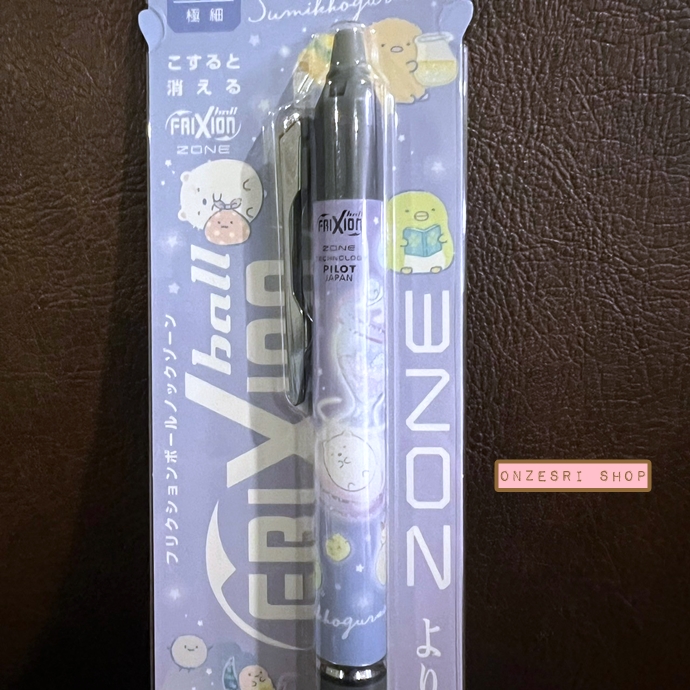 極細
Sumikkogurashi
こすると
消える
FRIXION ball
ZONE
FRIXION ball
ZONE
TECHNOLOGY
PILOT
JAPAN
フリクションボールノックゾーン
FRIXION ball
ZONE
より
ONZESRI SHOP